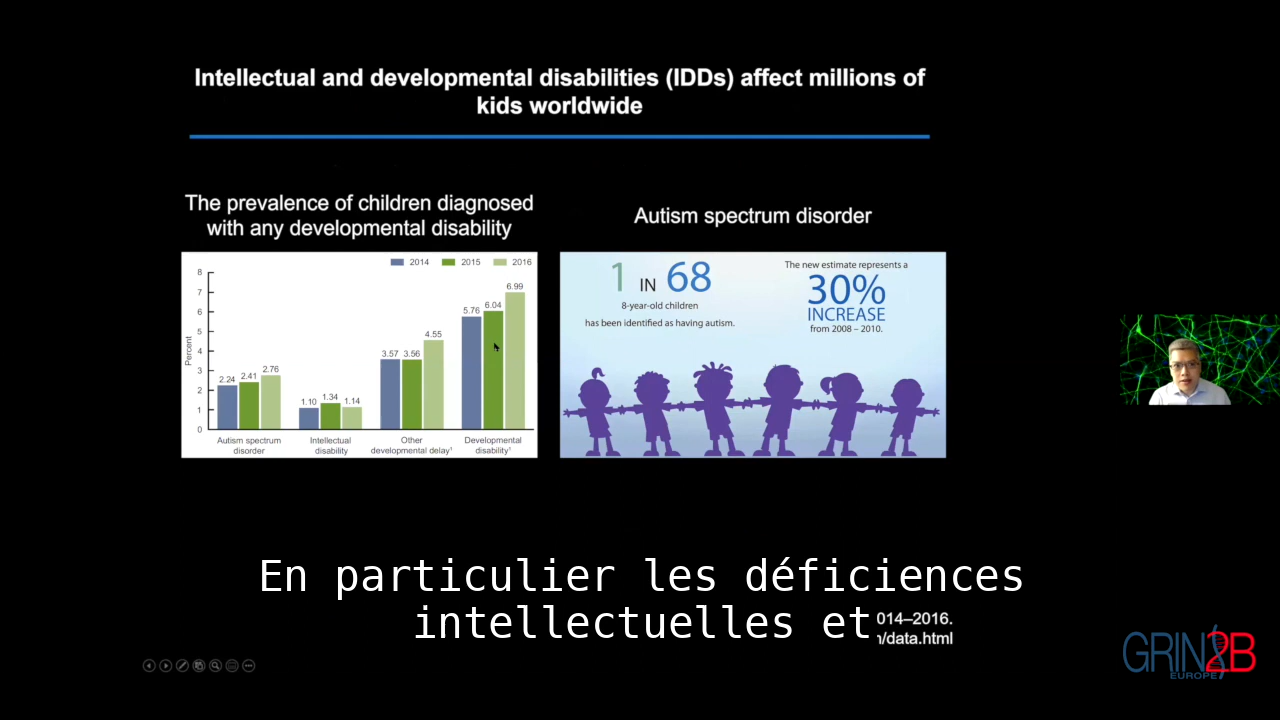 Intellectual and developmental disabilities (IDDs) affect millions of
kids worldwide
The prevalence of children diagnosed
with any developmental disability
2014 2015 2016
Percent
8
7
6
5
4
3
2
1
0
2.24 2.41 2.76
1.10 1.34 1.14
3.57 3.56 4.55
5.76 6.04 6.99
Autism spectrum
disorder
Intellectual
disability
Other
developmental delay¹
Developmental
disability¹
Autism spectrum disorder
1 IN 68
8-year-old children
has been identified as having autism.
The new estimate represents a
30%
INCREASE
from 2008 – 2010.
En particulier les déficiences
intellectuelles et
014–2016.
/data.html
GRIN2B
EUROPE